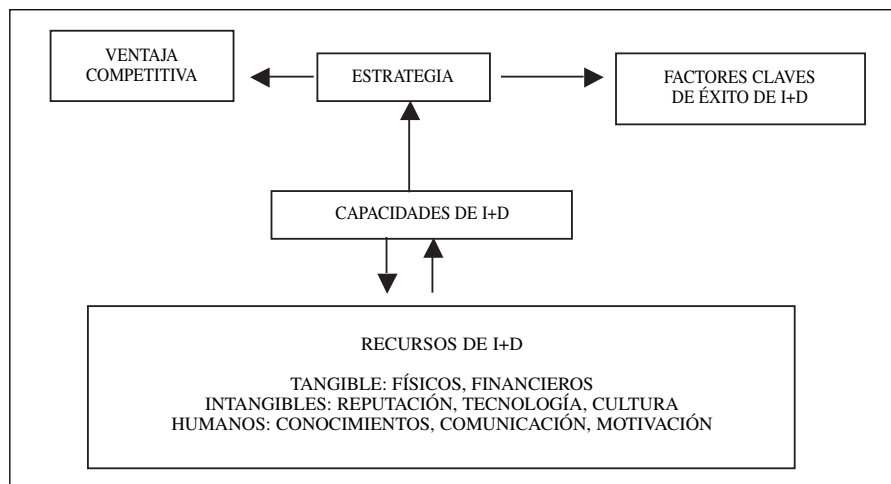 VENTAJA
COMPETITIVA
ESTRATEGIA
FACTORES CLAVES
DE ÉXITO DE I+D
CAPACIDADES DE I+D
RECURSOS DE I+D
TANGIBLE: FÍSICOS, FINANCIEROS
INTANGIBLES: REPUTACIÓN, TECNOLOGÍA, CULTURA
HUMANOS: CONOCIMIENTOS, COMUNICACIÓN, MOTIVACIÓN